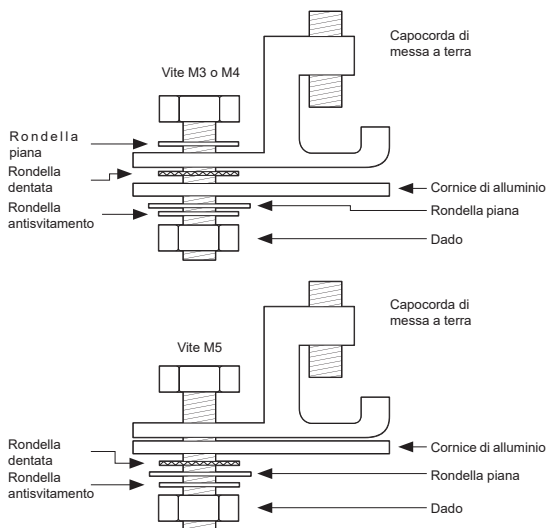 Capocorda di
messa a terra
Vite M3 o M4
Rondella
piana
Rondella
dentata
Rondella
antisvitamento
Cornice di alluminio
Rondella piana
Dado
Capocorda di
messa a terra
Vite M5
Rondella
dentata
Rondella
antisvitamento
Cornice di alluminio
Rondella piana
Dado